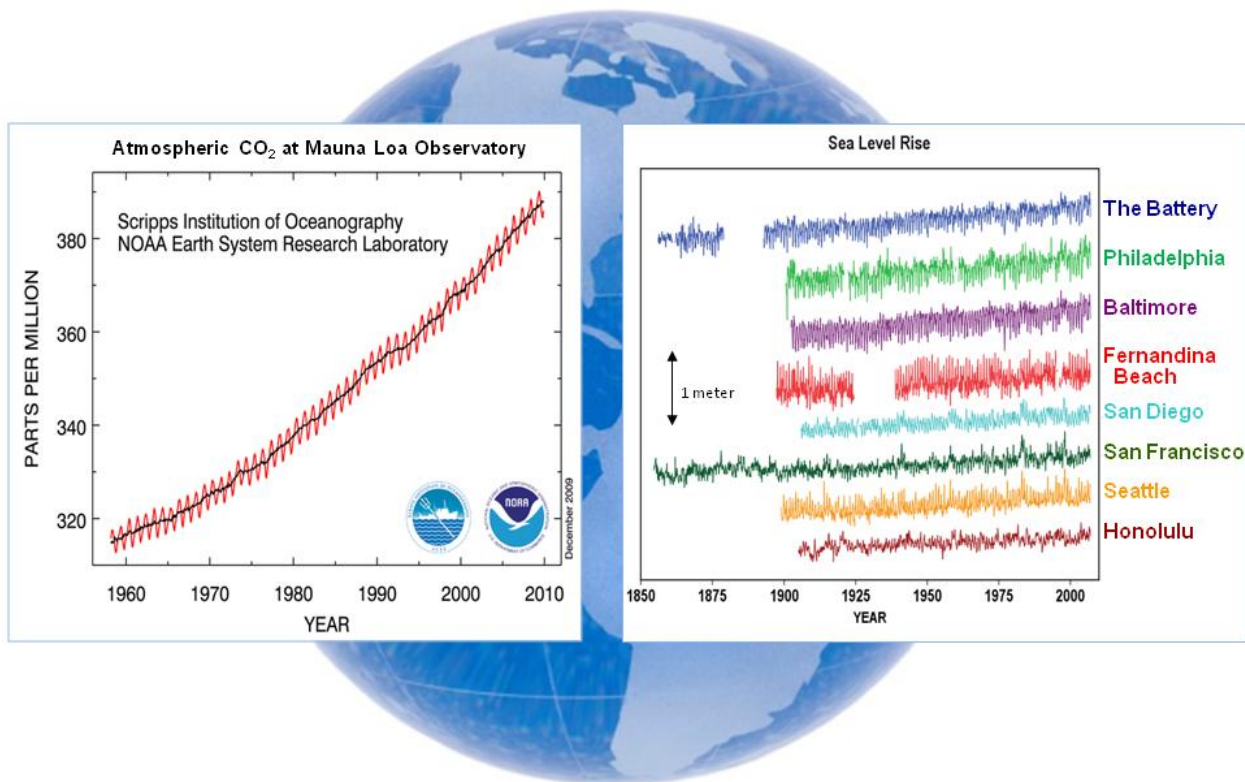 Atmospheric CO₂ at Mauna Loa Observatory
Scripps Institution of Oceanography
NOAA Earth System Research Laboratory
PARTS PER MILLION
380
360
340
320
1960 1970 1980 1990 2000 2010
YEAR
NOAA
December 2009
Sea Level Rise
The Battery
Philadelphia
Baltimore
Fernandina
Beach
San Diego
San Francisco
Seattle
Honolulu
1 meter
1850 1875 1900 1925 1950 1975 2000
YEAR